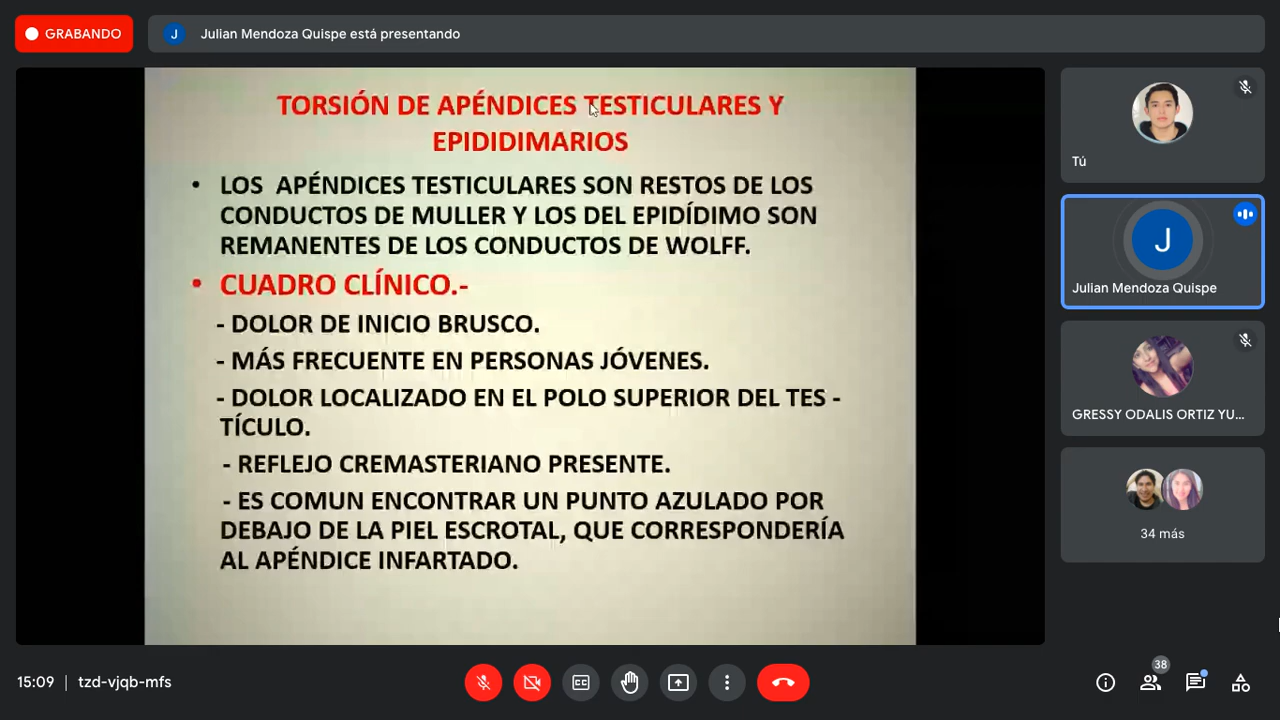 GRABANDO
J Julian Mendoza Quispe está presentando
TORSIÓN DE APÉNDICES TESTICULARES Y
EPIDIDIMARIOS
• LOS APÉNDICES TESTICULARES SON RESTOS DE LOS
CONDUCTOS DE MULLER Y LOS DEL EPIDÍDIMO SON
REMANENTES DE LOS CONDUCTOS DE WOLFF.
• CUADRO CLÍNICO.-
- DOLOR DE INICIO BRUSCO.
- MÁS FRECUENTE EN PERSONAS JÓVENES.
- DOLOR LOCALIZADO EN EL POLO SUPERIOR DEL TES -
TÍCULO.
- REFLEJO CREMASTERIANO PRESENTE.
- ES COMUN ENCONTRAR UN PUNTO AZULADO POR
DEBAJO DE LA PIEL ESCROTAL, QUE CORRESPONDERÍA
AL APÉNDICE INFARTADO.
Tú
J
Julian Mendoza Quispe
GRESSY ODALIS ORTIZ YU...
34 más
15:09 | tzd-vjqb-mfs
CC
38